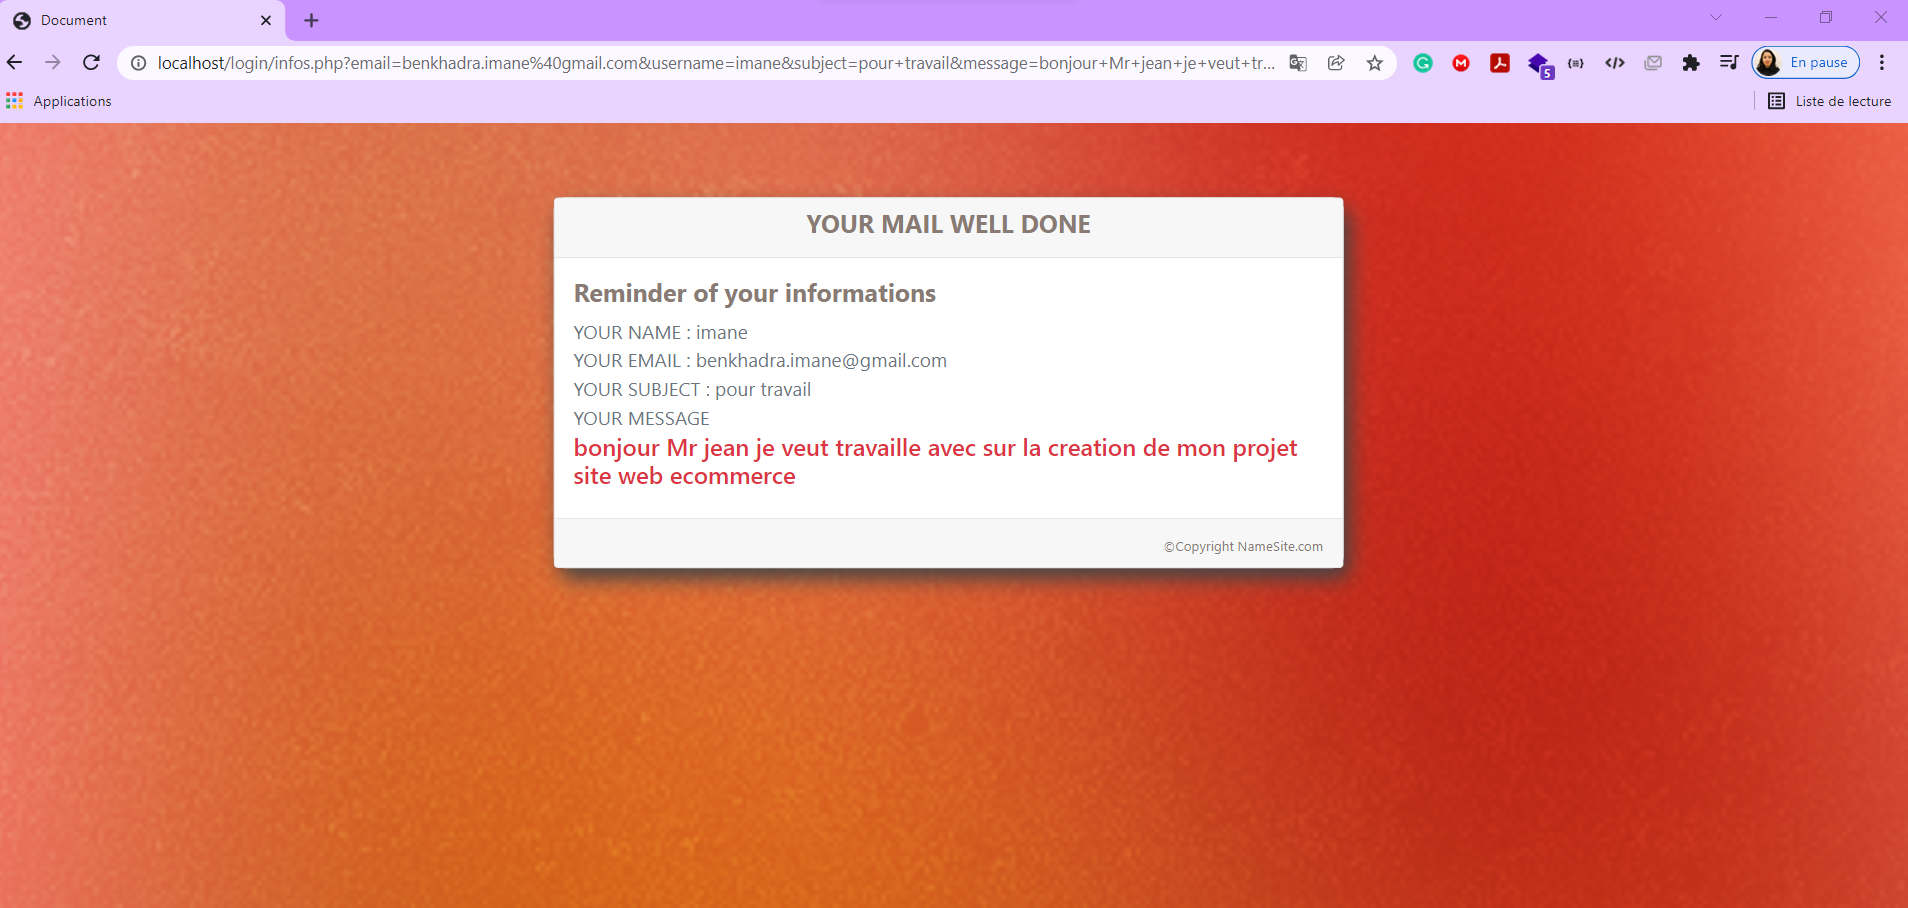 Document
localhost/login/infos.php?email=benkhadra.imane%40gmail.com&username=imane&subject=pour+travail&message=bonjour+Mr+jean+je+veut+tr...
5
En pause
Applications
Liste de lecture
YOUR MAIL WELL DONE
Reminder of your informations
YOUR NAME : imane
YOUR EMAIL : benkhadra.imane@gmail.com
YOUR SUBJECT : pour travail
YOUR MESSAGE
bonjour Mr jean je veut travaille avec sur la creation de mon projet
site web ecommerce
©Copyright NameSite.com